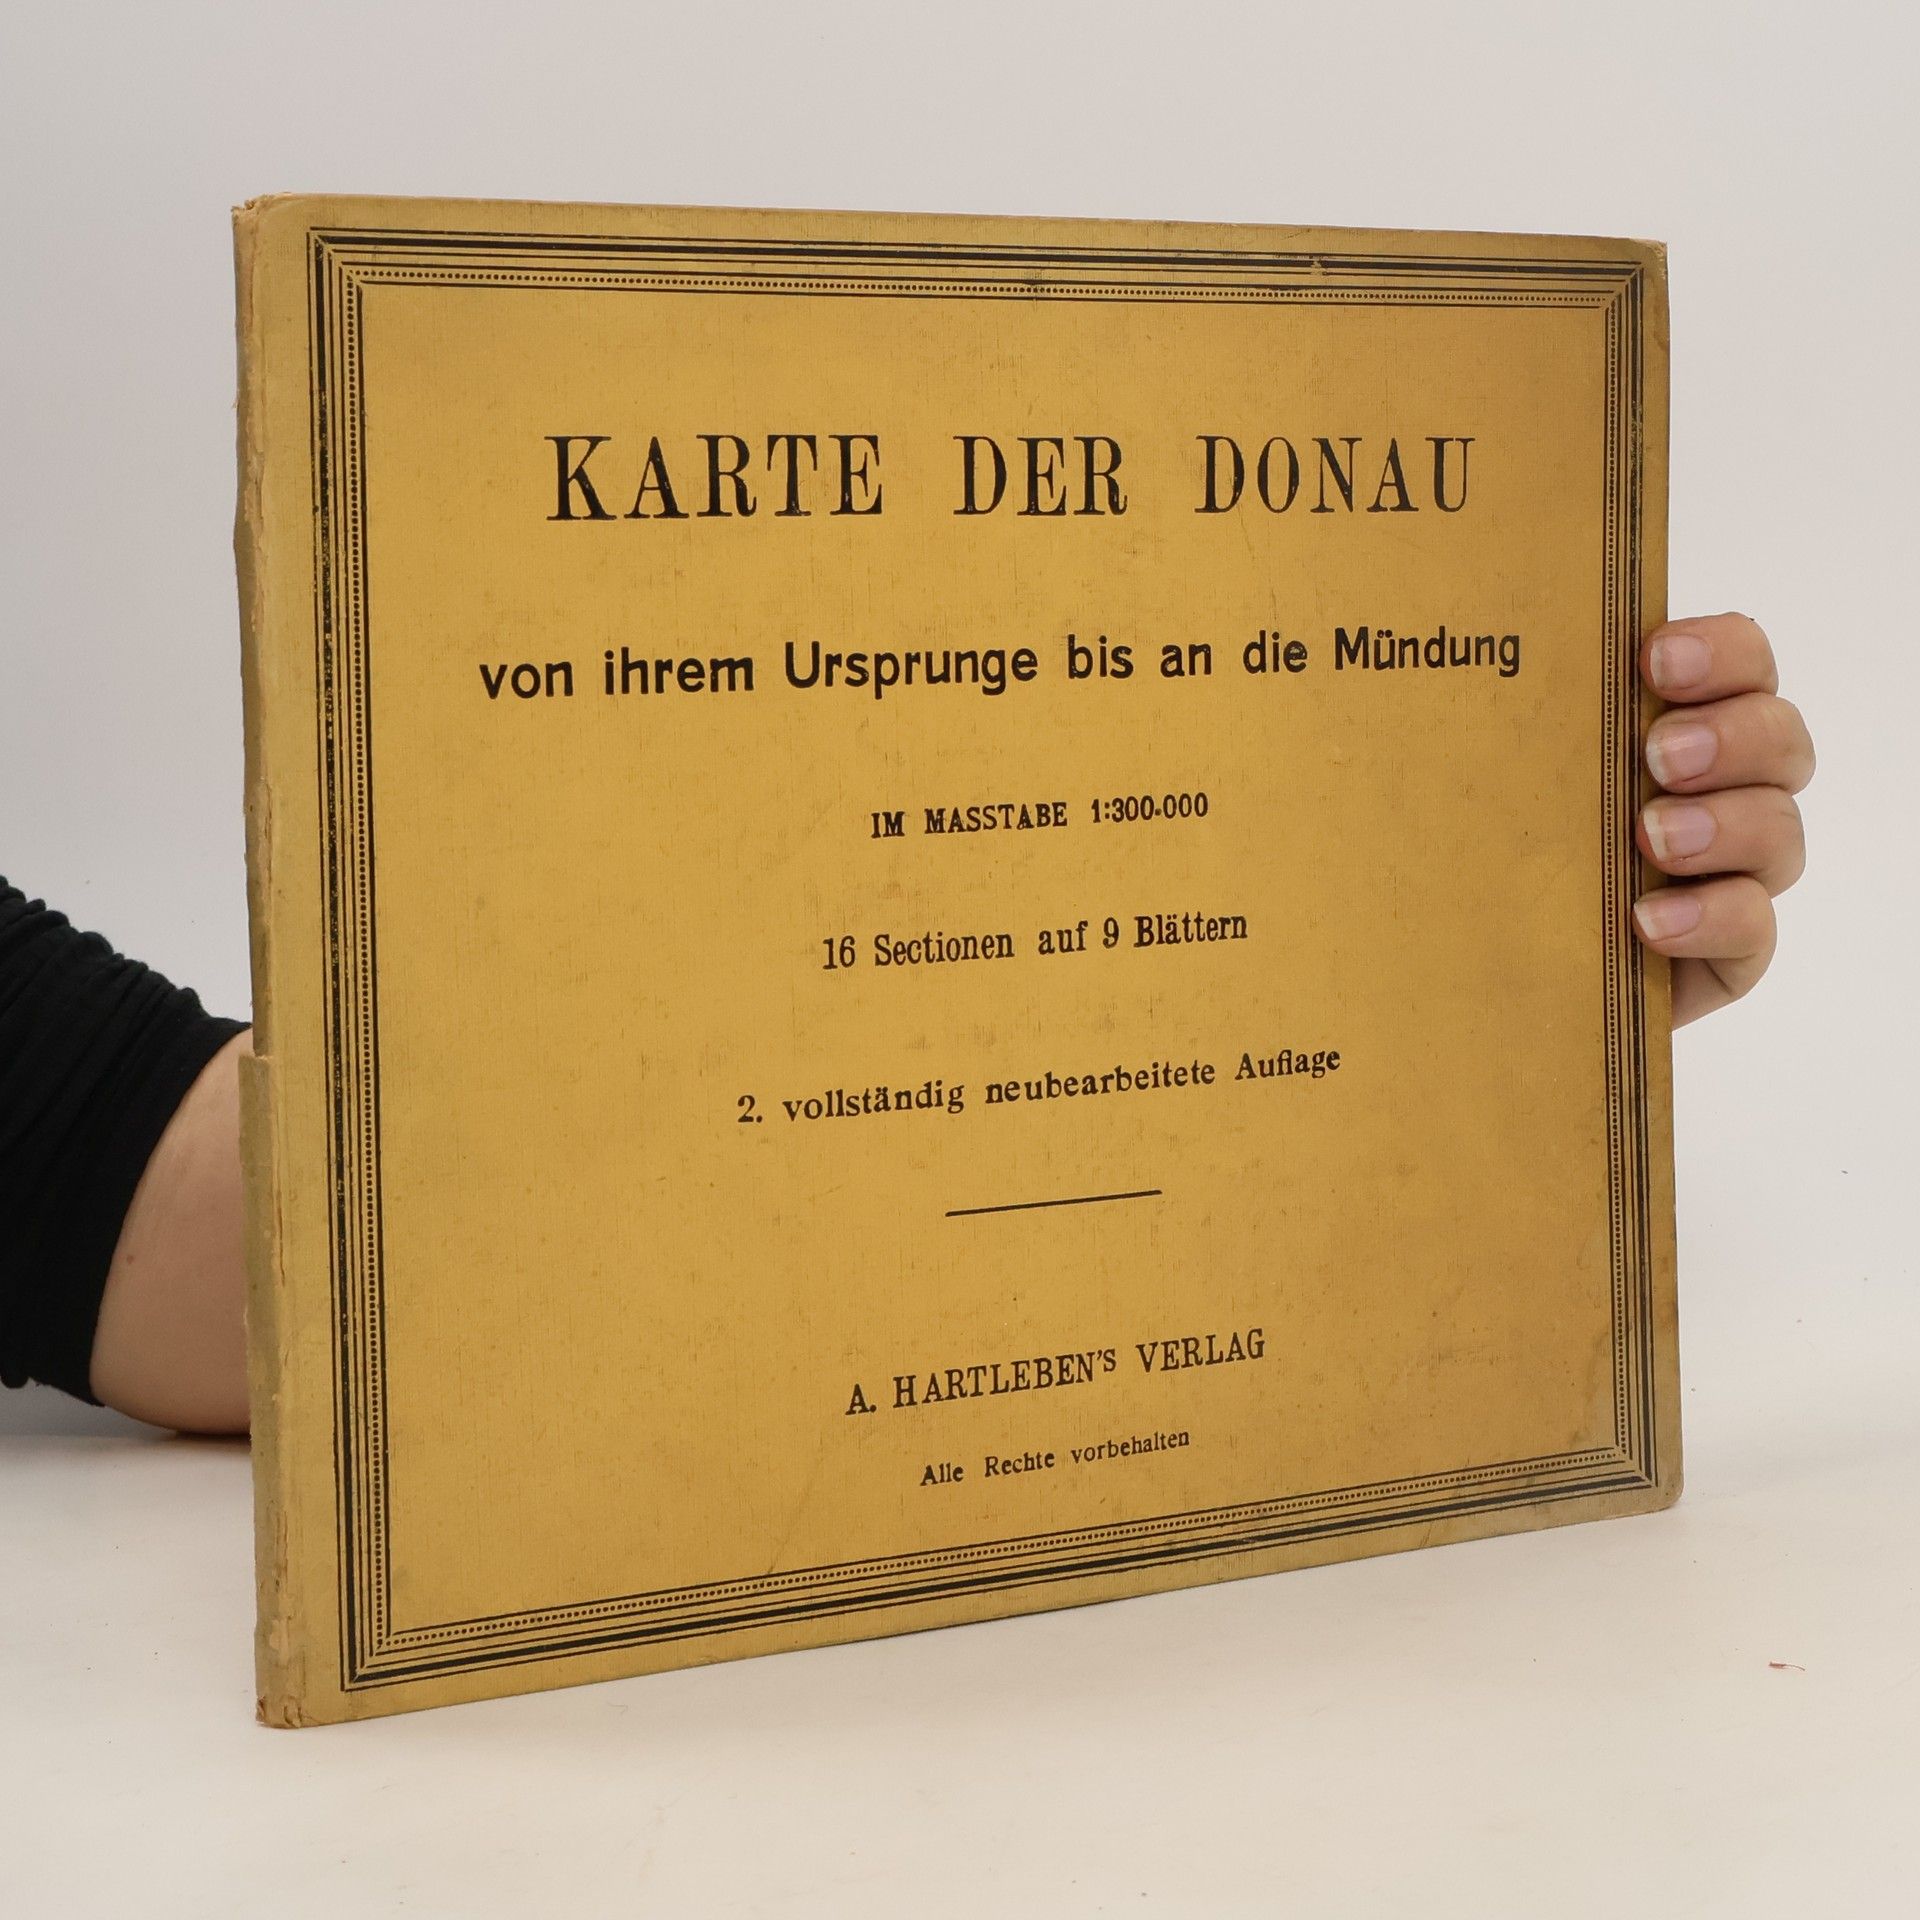 KARTE DER DONAU
von ihrem Ursprunge bis an die Mündung
IM MASSTABE 1:300.000
16 Sectionen auf 9 Blättern
2. vollständig neubearbeitete Auflage
A. HARTLEBEN'S VERLAG
Alle Rechte vorbehalten